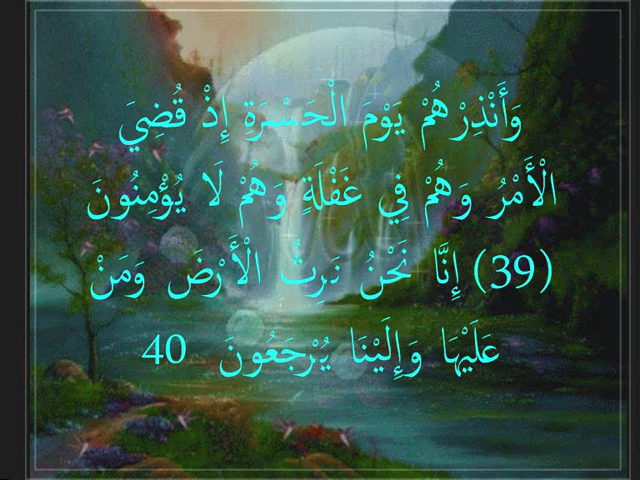 وَأَنْذِرْهُمْ يَوْمَ الْحَسْرَةِ إِذْ قُضِيَ
الْأَمْرُ وَهُمْ فِي غَفْلَةٍ وَهُمْ لَا يُؤْمِنُونَ
(39) إِنَّا نَحْنُ نَرِثُ الْأَرْضَ وَمَنْ
عَلَيْهَا وَإِلَيْنَا يُرْجَعُونَ 40